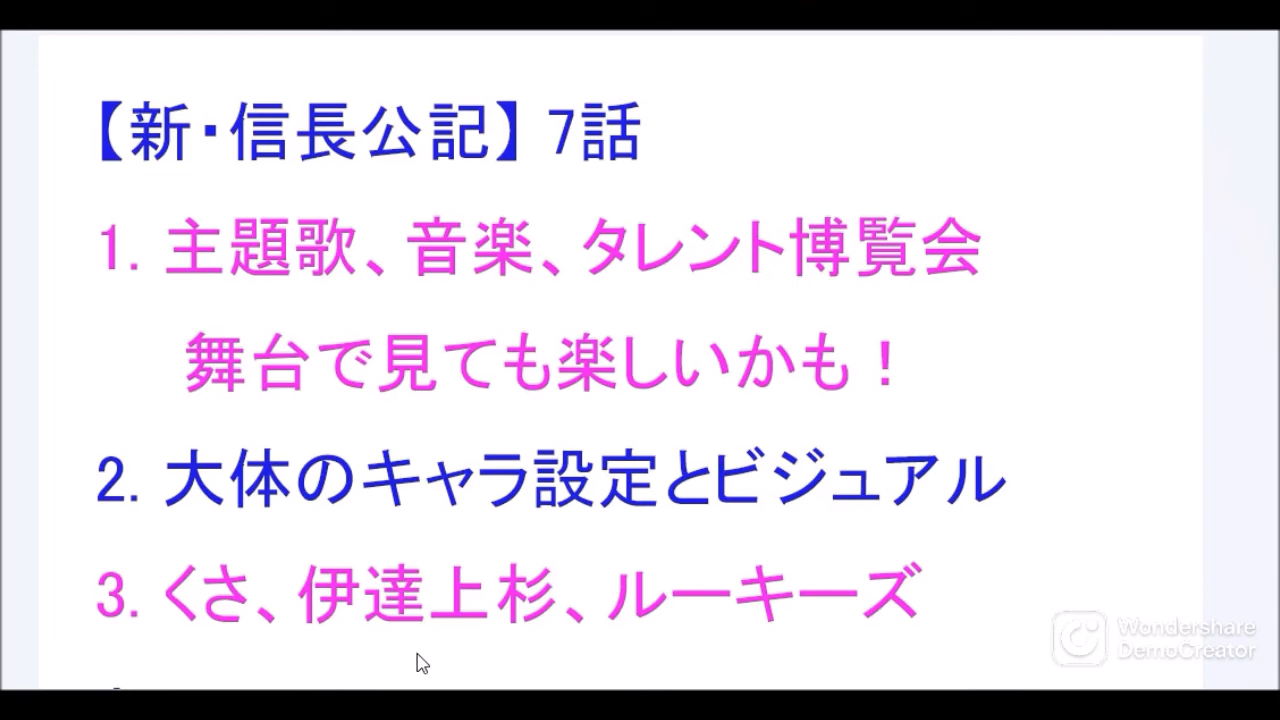 【新・信長公記】 7話
1. 主題歌、音楽、タレント博覧会
舞台で見ても楽しいかも！
2. 大体のキャラ設定とビジュアル
3. くさ、伊達上杉、ルーキーズ
Wondershare
DemoCreator